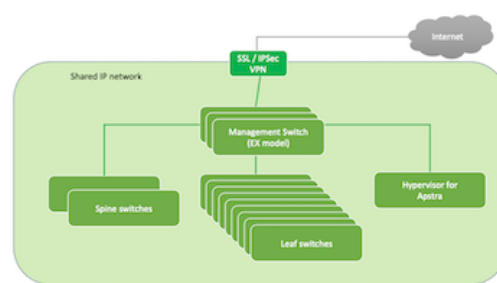 Internet
SSL / IPSec
VPN
Shared IP network
Management Switch
(EX model)
Spine switches
Hypervisor for
Apstra
Leaf switches